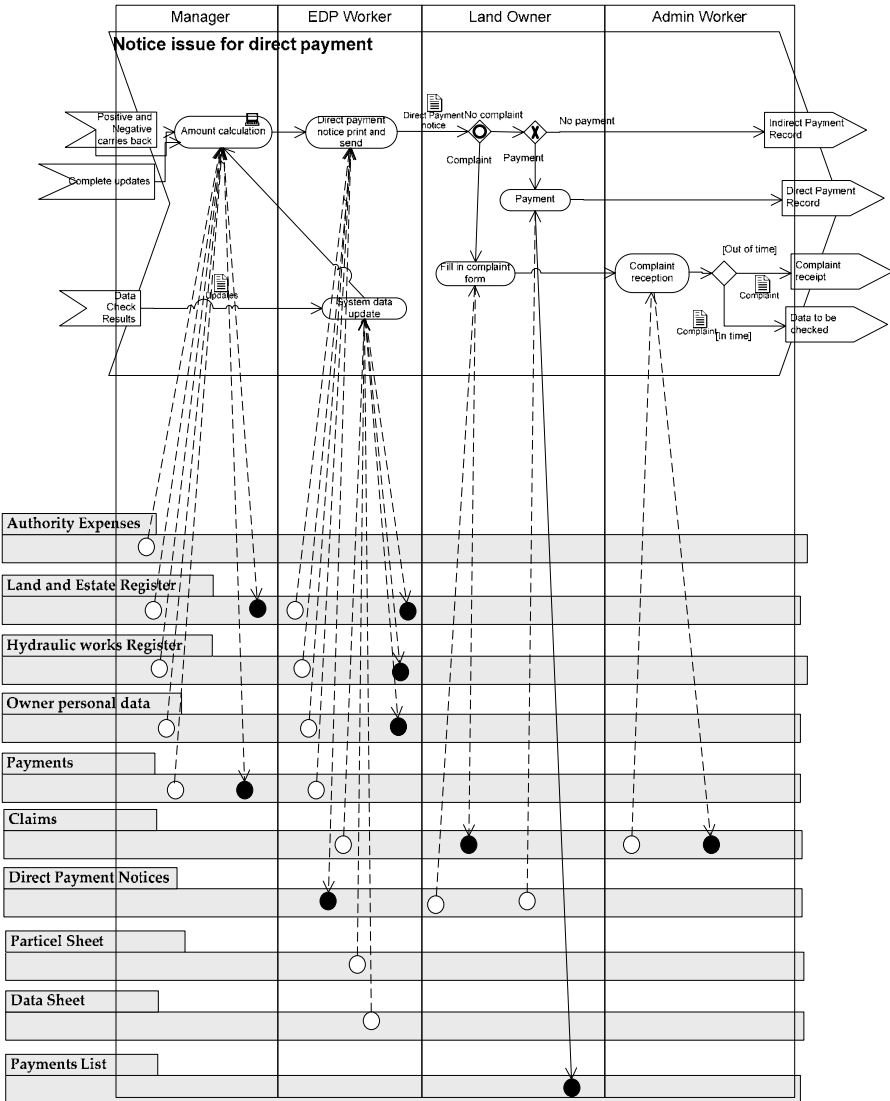 Manager
EDP Worker
Land Owner
Admin Worker
Notice issue for direct payment
Positive and
Negative
carries back
Amount calculation
Direct payment
notice print and
send
Direct Payment
notice
No complaint
No payment
Indirect Payment
Record
Complaint
Payment
Complete updates
Payment
Direct Payment
Record
[Out of time]
Fill in complaint
form
Complaint
reception
Complaint
receipt
Complaint
Updates
Data
Check
Results
System data
update
Complaint
[In time]
Data to be
checked
Authority Expenses
Land and Estate Register
Hydraulic works Register
Owner personal data
Payments
Claims
Direct Payment Notices
Particel Sheet
Data Sheet
Payments List